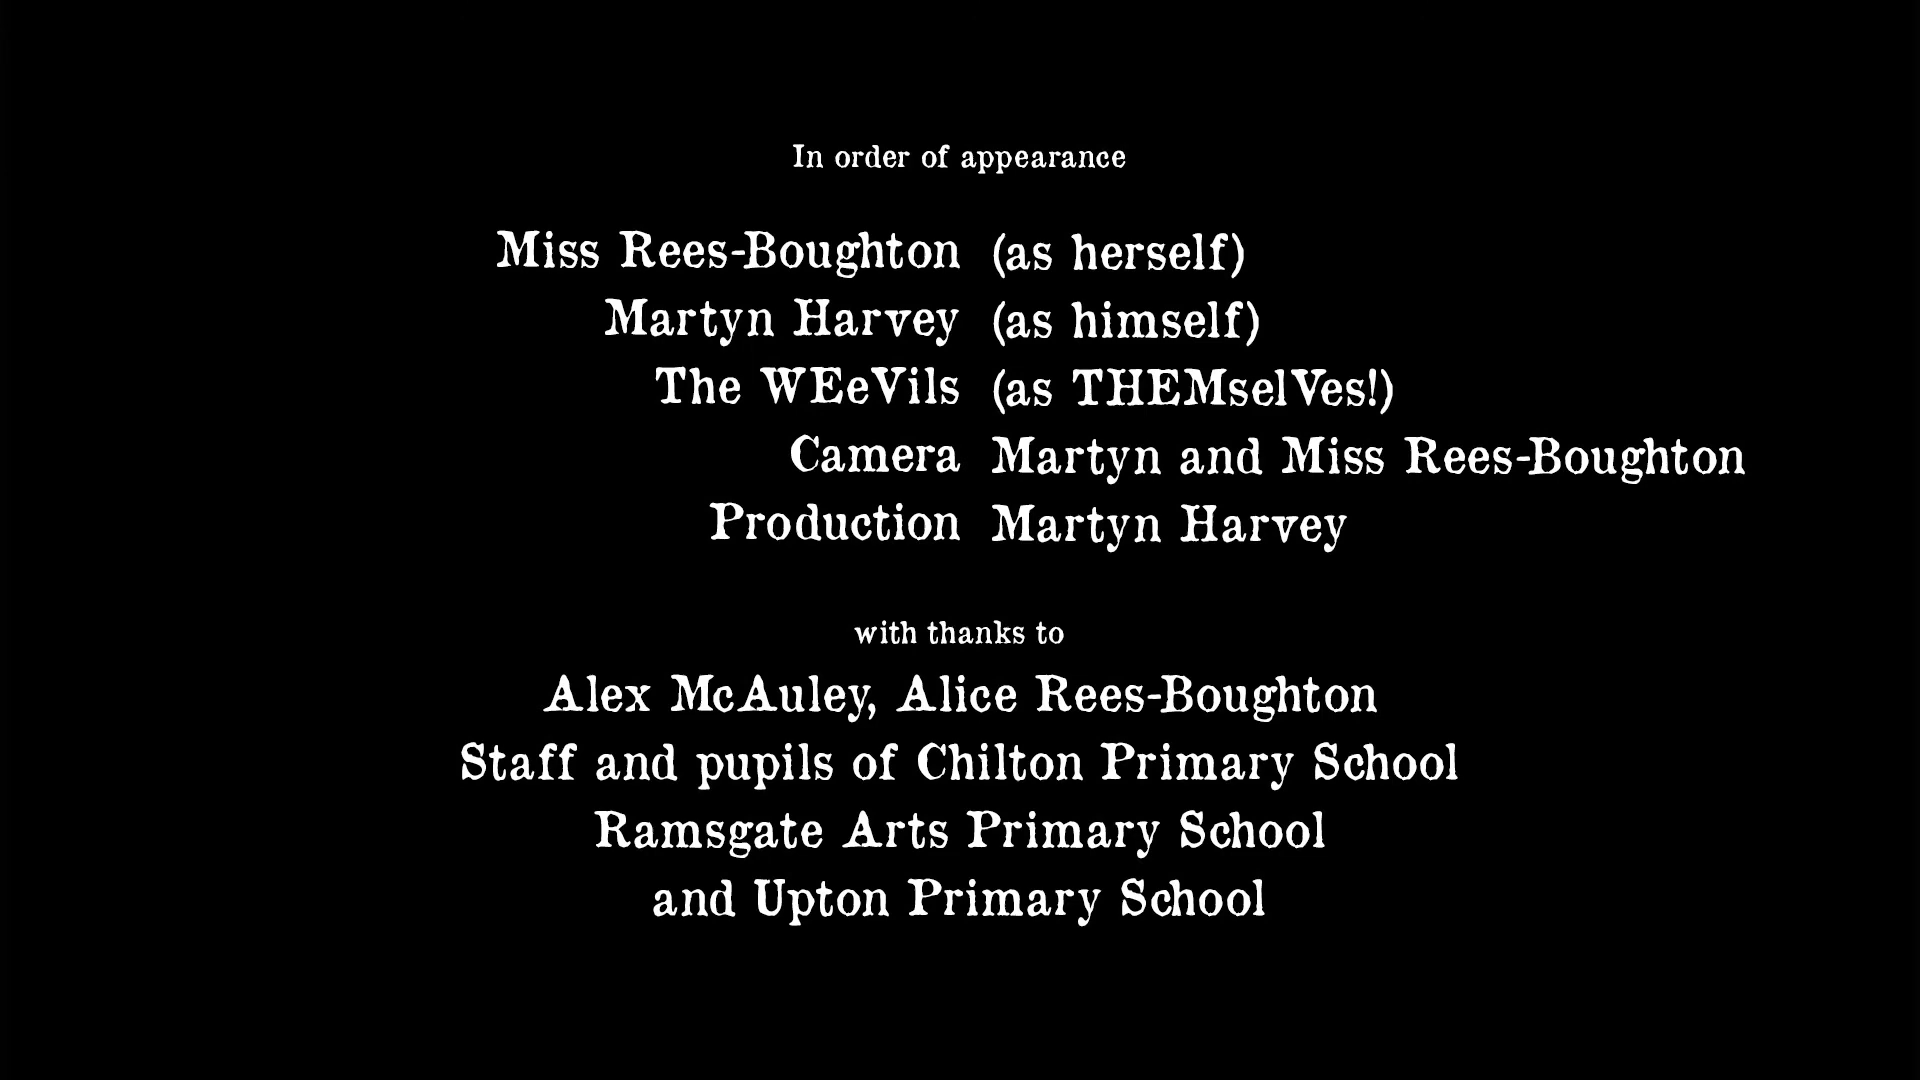 In order of appearance
Miss Rees-Boughton (as herself)
Martyn Harvey (as himself)
The WEeVils (as THEMselVes!)
Camera Martyn and Miss Rees-Boughton
Production Martyn Harvey
with thanks to
Alex McAuley, Alice Rees-Boughton
Staff and pupils of Chilton Primary School
Ramsgate Arts Primary School
and Upton Primary School